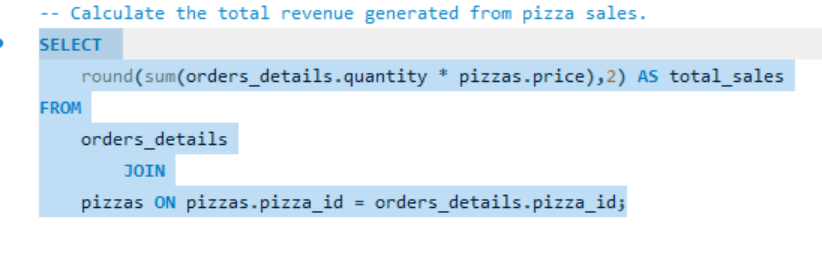 -- Calculate the total revenue generated from pizza sales.
SELECT
    round(sum(orders_details.quantity * pizzas.price),2) AS total_sales
FROM
    orders_details
        JOIN
    pizzas ON pizzas.pizza_id = orders_details.pizza_id;